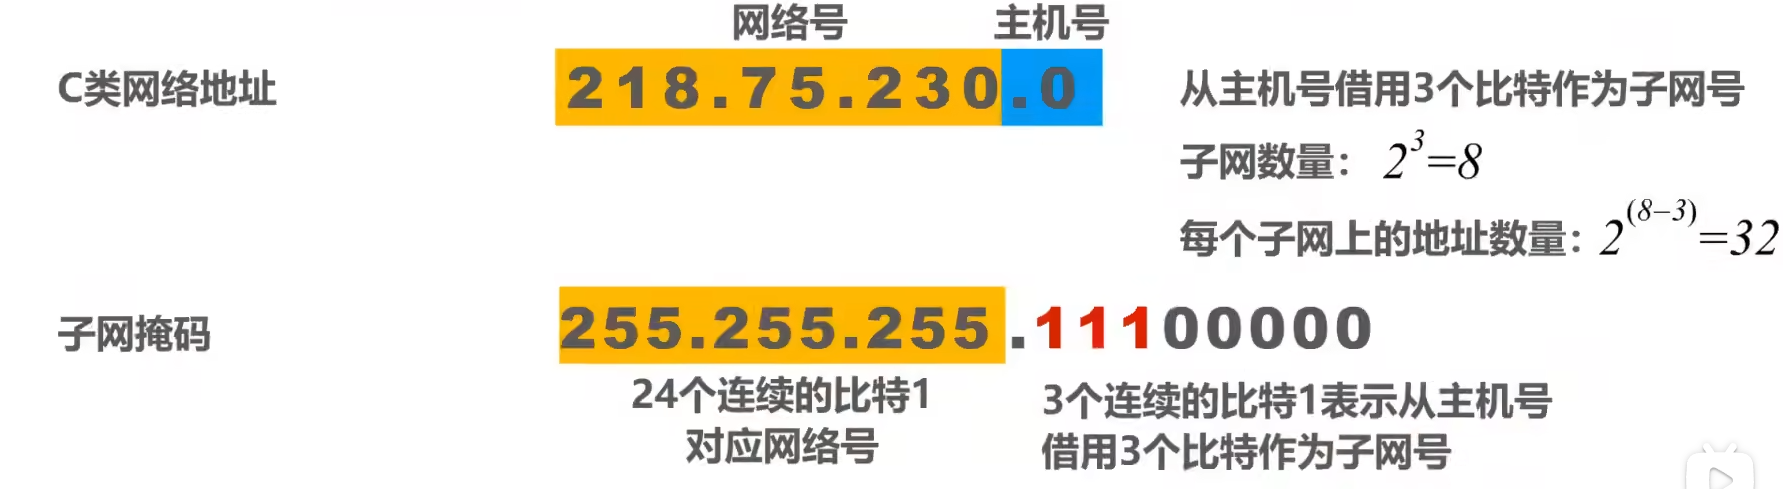 网络号 主机号
C类网络地址 218.75.230.0 从主机号借用3个比特作为子网号
子网数量： 2^3=8
每个子网上的地址数量：2^(8-3)=32
子网掩码 255.255.255.11100000
24个连续的比特1 3个连续的比特1表示从主机号
对应网络号 借用3个比特作为子网号